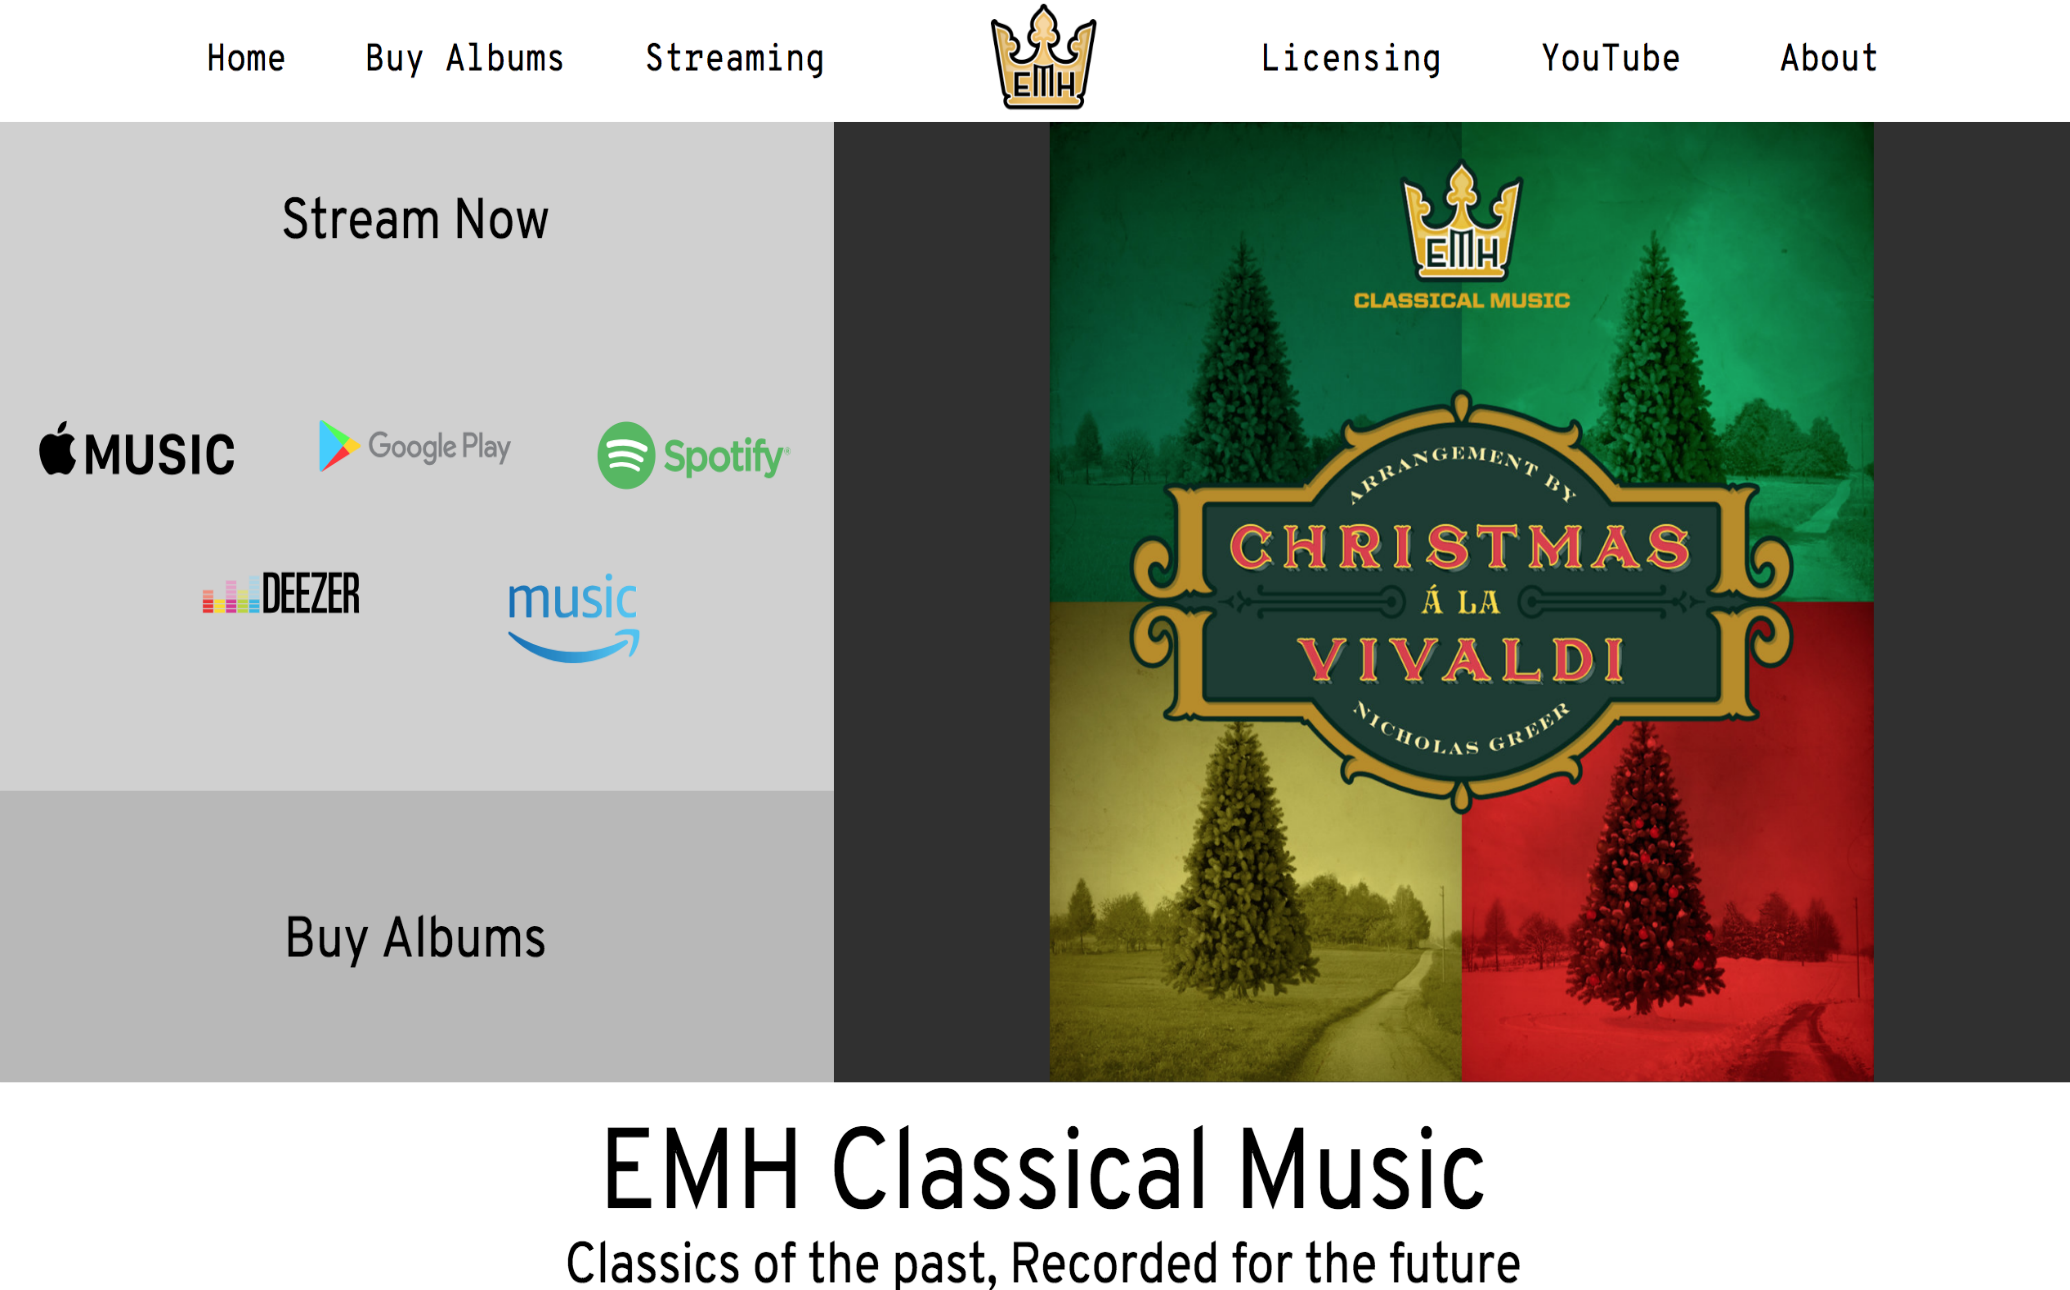 Home Buy Albums Streaming EMH Licensing YouTube About
Stream Now
MUSIC Google Play Spotify®
DEEZER music
Buy Albums
EMH
CLASSICAL MUSIC
ARRANGEMENT BY
CHRISTMAS
Á LA
VIVALDI
NICHOLAS GREER
EMH Classical Music
Classics of the past, Recorded for the future